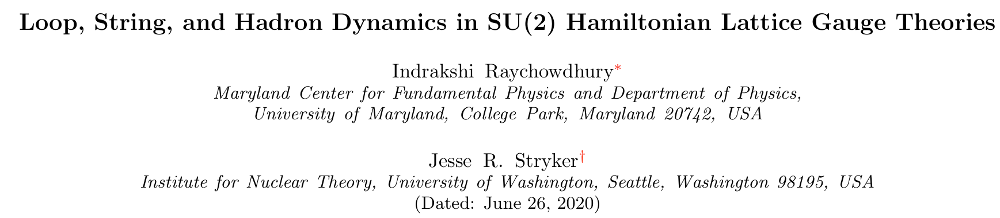 Loop, String, and Hadron Dynamics in SU(2) Hamiltonian Lattice Gauge Theories
Indrakshi Raychowdhury*
Maryland Center for Fundamental Physics and Department of Physics,
University of Maryland, College Park, Maryland 20742, USA
Jesse R. Stryker†
Institute for Nuclear Theory, University of Washington, Seattle, Washington 98195, USA
(Dated: June 26, 2020)